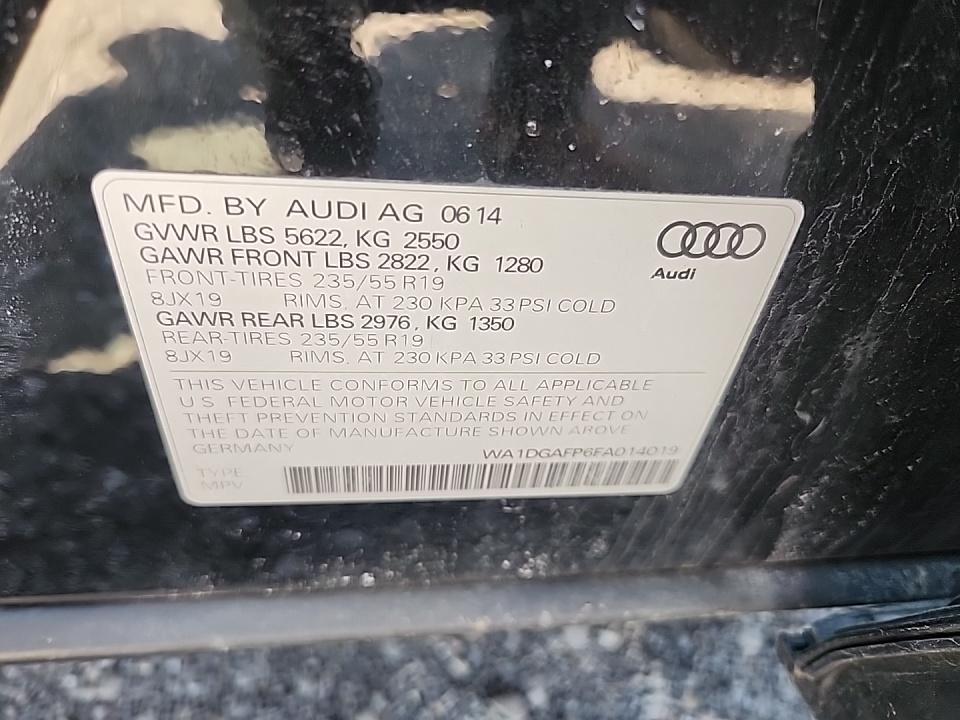 MFD. BY AUDI AG 0614
GVWR LBS 5622, KG 2550
GAWR FRONT LBS 2822, KG 1280
FRONT-TIRES 235/55 R19
8JX19 RIMS, AT 230 KPA 33 PSI COLD
GAWR REAR LBS 2976, KG 1350
REAR-TIRES 235/55 R19
8JX19 RIMS, AT 230 KPA 33 PSI COLD
Audi
THIS VEHICLE CONFORMS TO ALL APPLICABLE
U S FEDERAL MOTOR VEHICLE SAFETY AND
THEFT PREVENTION STANDARDS IN EFFECT ON
THE DATE OF MANUFACTURE SHOWN ABOVE
GERMANY WA1DGAFP6FA014019
TYPE
MPV